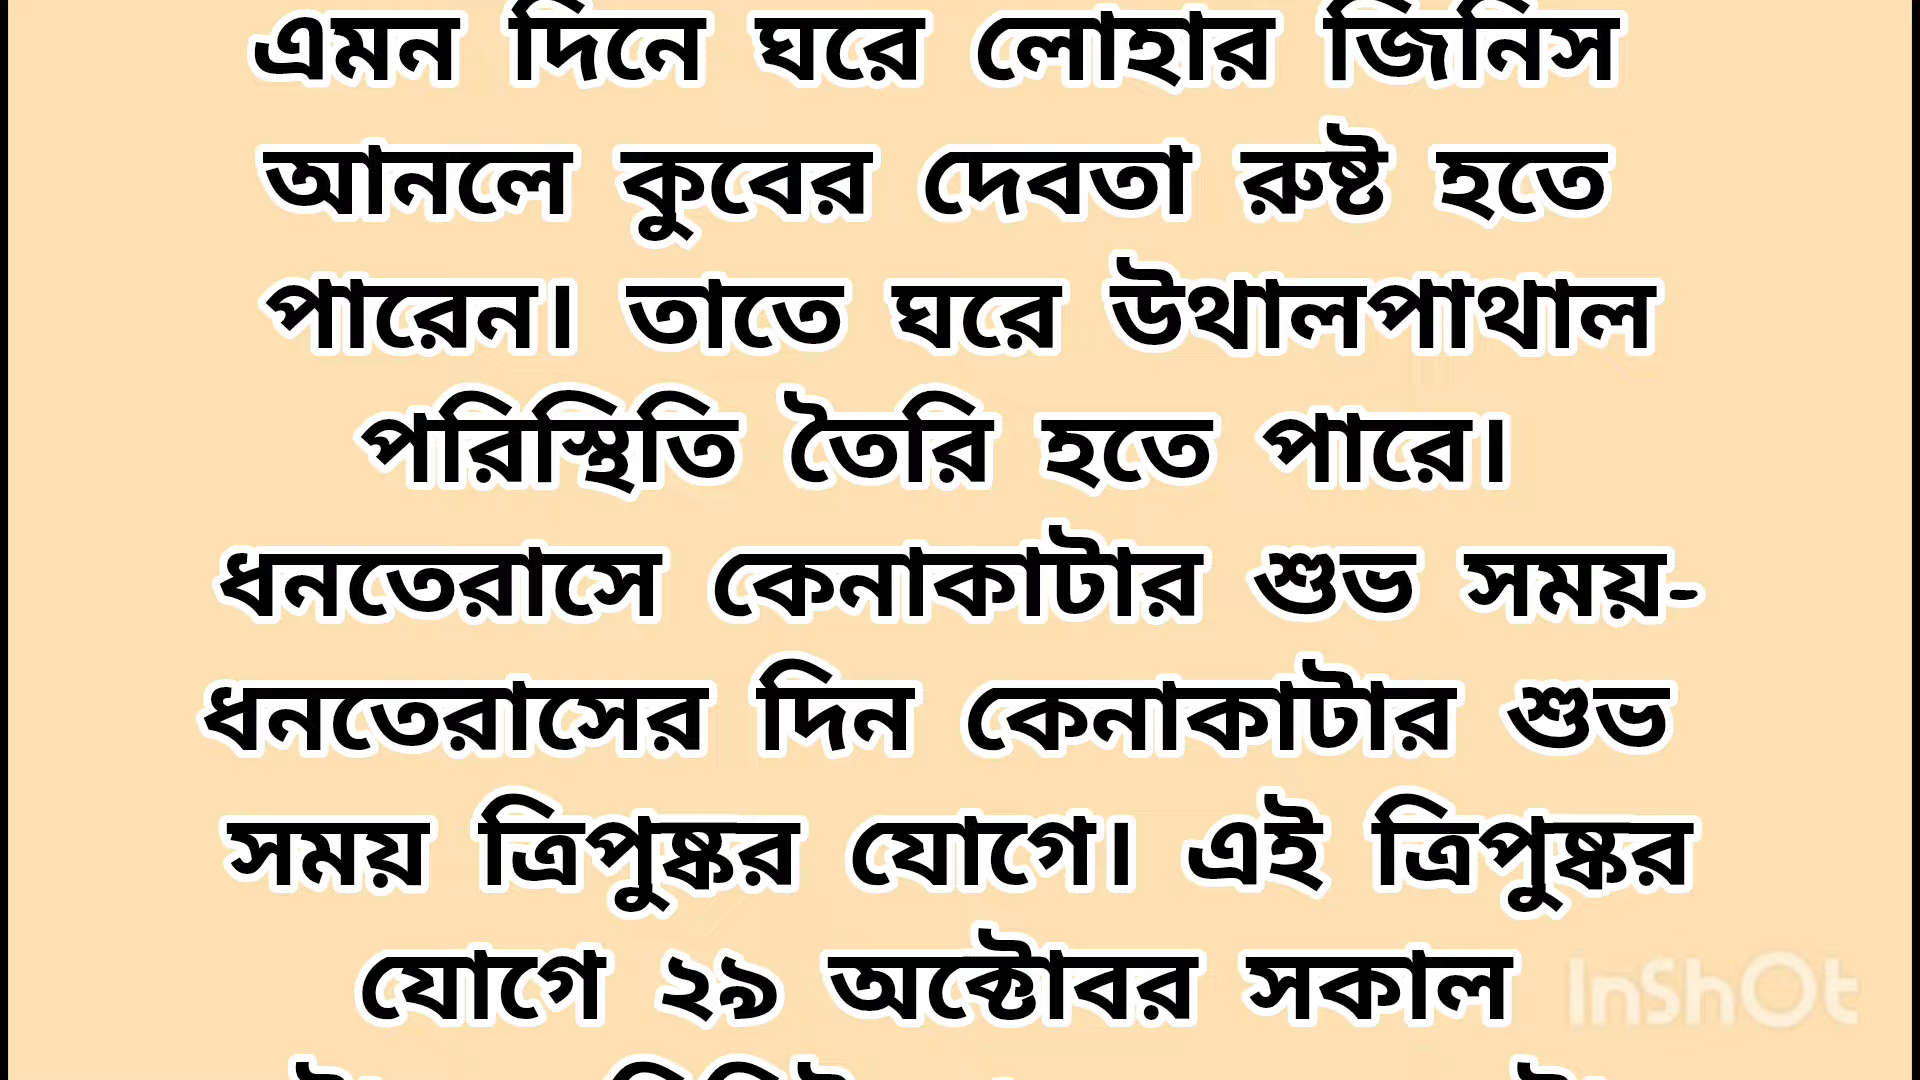 এমন দিনে ঘরে লোহার জিনিস
আনলে কুবের দেবতা রুষ্ট হতে
পারেন। তাতে ঘরে উথালপাথাল
পরিস্থিতি তৈরি হতে পারে।
ধনতেরাসে কেনাকাটার শুভ সময়-
ধনতেরাসের দিন কেনাকাটার শুভ
সময় ত্রিপুষ্কর যোগে। এই ত্রিপুষ্কর
যোগে ২৯ অক্টোবর সকাল
InShOt